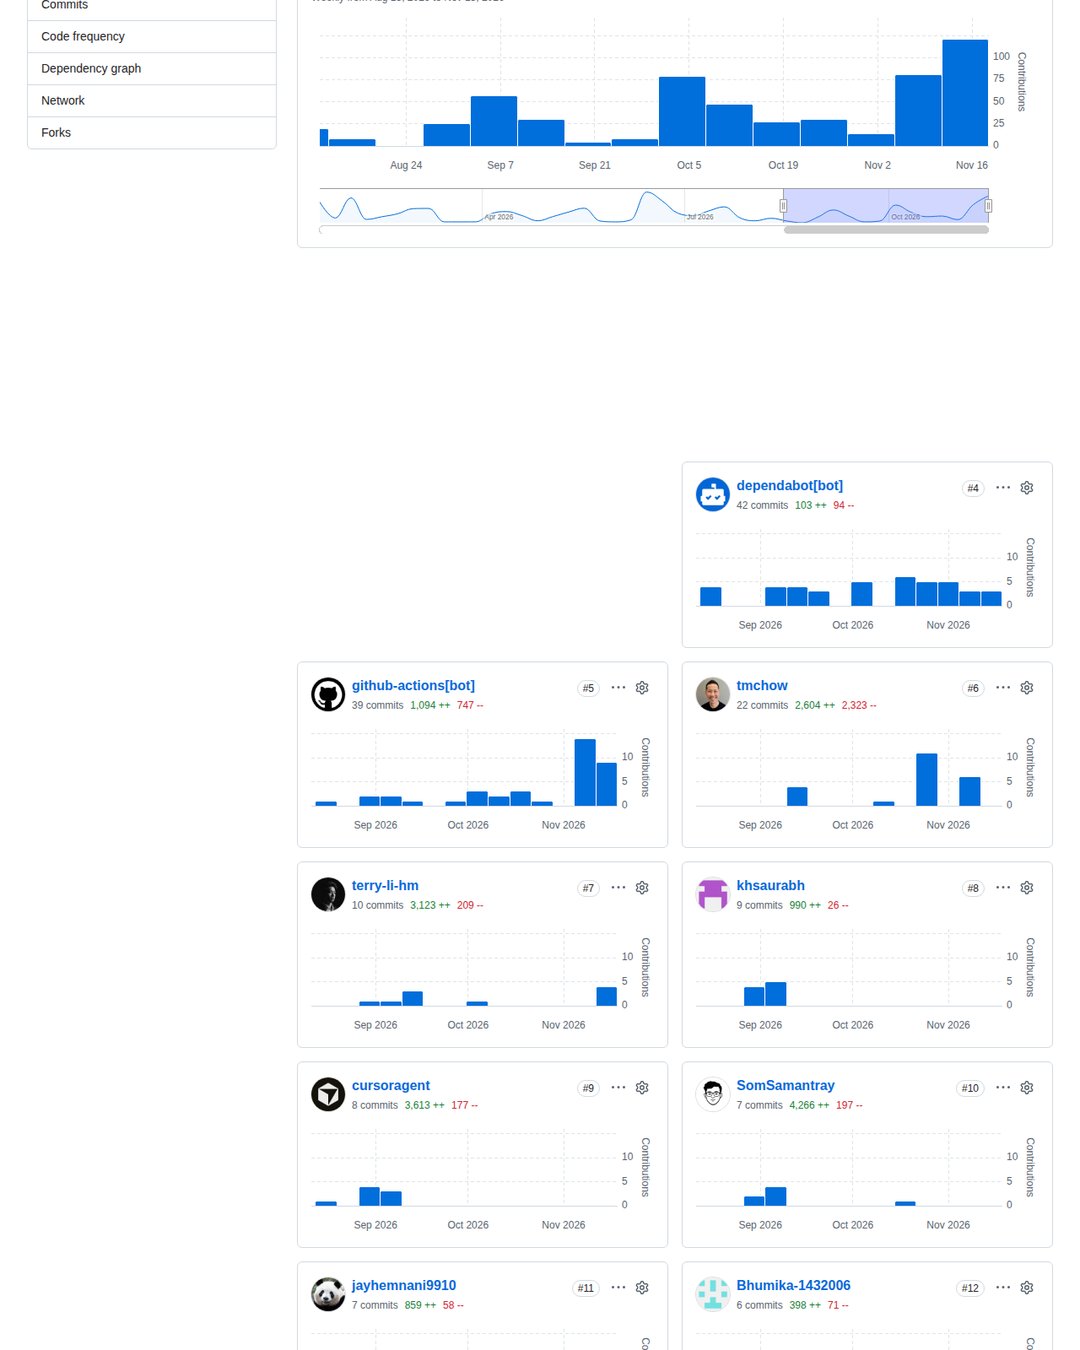 Commits
Code frequency
Dependency graph
Network
Forks
100
75
50
25
0
Contributions
Aug 24
Sep 7
Sep 21
Oct 5
Oct 19
Nov 2
Nov 16
Apr 2026
Jul 2026
Oct 2026
dependabot[bot]
#4
42 commits 103 ++ 94 --
10
5
0
Contributions
Sep 2026
Oct 2026
Nov 2026
github-actions[bot]
#5
39 commits 1,094 ++ 747 --
10
5
0
Contributions
Sep 2026
Oct 2026
Nov 2026
tmchow
#6
22 commits 2,604 ++ 2,323 --
10
5
0
Contributions
Sep 2026
Oct 2026
Nov 2026
terry-li-hm
#7
10 commits 3,123 ++ 209 --
10
5
0
Contributions
Sep 2026
Oct 2026
Nov 2026
khsaurabh
#8
9 commits 990 ++ 26 --
10
5
0
Contributions
Sep 2026
Oct 2026
Nov 2026
cursoragent
#9
8 commits 3,613 ++ 177 --
10
5
0
Contributions
Sep 2026
Oct 2026
Nov 2026
SomSamantray
#10
7 commits 4,266 ++ 197 --
10
5
0
Contributions
Sep 2026
Oct 2026
Nov 2026
jayhemnani9910
#11
7 commits 859 ++ 58 --
Co
Bhumika-1432006
#12
6 commits 398 ++ 71 --
Co